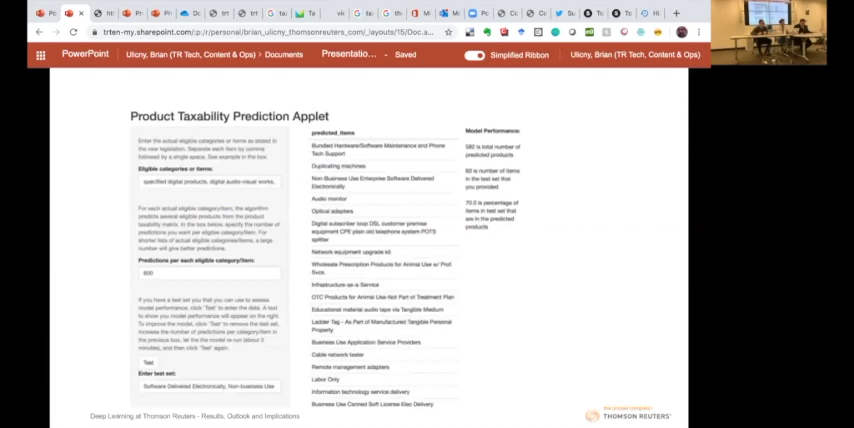 trten-my.sharepoint.com/:p:/r/personal/brian_ulicny_thomsonreuters_com/_layouts/15/Doc.a...
PowerPoint Ulicny, Brian (TR Tech, Content & Ops) > Documents Presentatio... - Saved Simplified Ribbon Ulicny, Brian (TR Tech, Content & Ops)
Product Taxability Prediction Applet
Enter the actual eligible categories or items as stated in
the new legislation. Separate each item by comma
followed by a single space. See example in the box.
Eligible categories or items:
specified digital products, digital audio-visual works,
For each actual eligible category/item, the algorithm
predicts several eligible products from the product
taxability matrix. In the box below, specify the number of
predictions you want per eligible category/item. For
shorter lists of actual eligible categories/items, a large
number will give better predictions.
Predictions per each eligible category/item:
600
If you have a test set you that you can use to assess
model performance, click 'Test' to enter the data. A text
to show you model performance will appear on the right.
To improve the model, click 'Test' to remove the test set,
increase the number of predictions per category/item in
the previous box, let the model re-run (about 3
minutes), and then click 'Test' again.
Test
Enter test set:
Software Delivered Electronically, Non-business Use
predicted_items
Bundled Hardware/Software Maintenance and Phone
Tech Support
Duplicating machines
Non-Business Use Enterprise Software Delivered
Electronically
Audio monitor
Optical adapters
Digital subscriber loop DSL customer premise
equipment CPE plain old telephone system POTS
splitter
Network equipment upgrade kit
Wholesale Prescription Products for Animal Use w/ Prof.
Svcs.
Infrastructure-as-a-Service
OTC Products for Animal Use-Not Part of Treatment Plan
Educational material audio tape via Tangible Medium
Ladder Tag - As Part of Manufactured Tangible Personal
Property
Business Use Application Service Providers
Cable network tester
Remote management adapters
Labor Only
Information technology service delivery
Business Use Canned Soft License Elec Delivery
Model Performance:
582 is total number of
predicted products
80 is number of items
in the test set that
you provided
70.0 is percentage of
items in test set that
are in the predicted
products
Deep Learning at Thomson Reuters - Results, Outlook and Implications
the answer company™
THOMSON REUTERS®